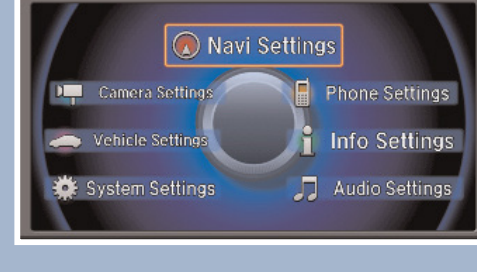 Navi Settings
Camera Settings
Phone Settings
Vehicle Settings
Info Settings
System Settings
Audio Settings